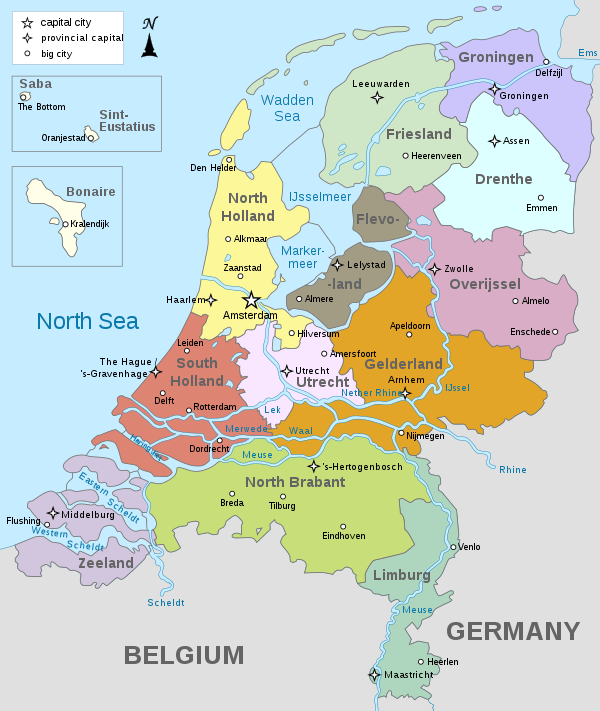 capital city
provincial capital
big city
N
Saba
The Bottom
Sint-
Eustatius
Oranjestad
Bonaire
Kralendijk
North Sea
Wadden
Sea
IJsselmeer
Marker-
meer
Ems
Groningen
Delfzijl
Groningen
Leeuwarden
Friesland
Heerenveen
Assen
Drenthe
Emmen
Den Helder
North
Holland
Alkmaar
Zaanstad
Haarlem
Amsterdam
Hilversum
Flevo-
-land
Lelystad
Almere
Zwolle
Overijssel
Almelo
Enschede
Apeldoorn
Gelderland
Arnhem
Nijmegen
IJssel
Nether Rhine
Rhine
Amersfoort
Utrecht
Utrecht
Lek
Leiden
The Hague/
's-Gravenhage
South
Holland
Delft
Rotterdam
Merwede
Waal
Dordrecht
Haringvliet
Meuse
's-Hertogenbosch
North Brabant
Breda
Tilburg
Eindhoven
Eastern Scheldt
Flushing
Middelburg
Western
Scheldt
Zeeland
Scheldt
Venlo
Limburg
Meuse
Heerlen
Maastricht
BELGIUM
GERMANY